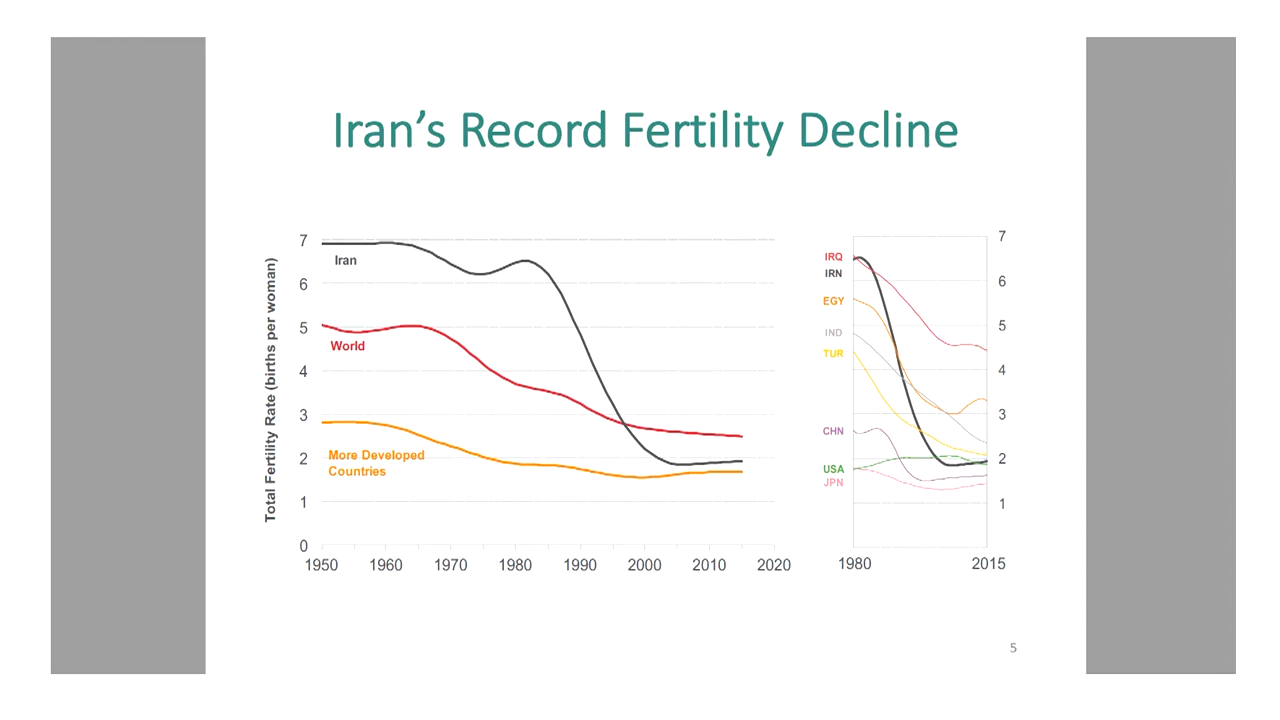 Iran's Record Fertility Decline
Total Fertility Rate (births per woman)
7
6
5
4
3
2
1
0
Iran
World
More Developed
Countries
1950 1960 1970 1980 1990 2000 2010 2020
IRQ
IRN
EGY
IND
TUR
CHN
USA
JPN
7
6
5
4
3
2
1
1980 2015
5